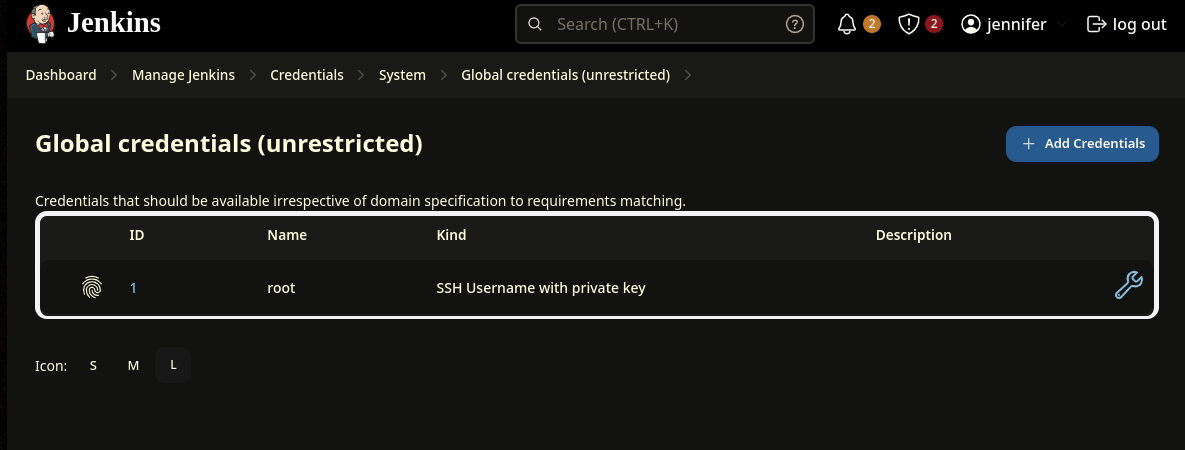 Jenkins Search (CTRL+K) ? 2 2 jennifer log out
Dashboard Manage Jenkins Credentials System Global credentials (unrestricted)
Global credentials (unrestricted) + Add Credentials
Credentials that should be available irrespective of domain specification to requirements matching.
ID Name Kind Description
1 root SSH Username with private key
Icon: S M L